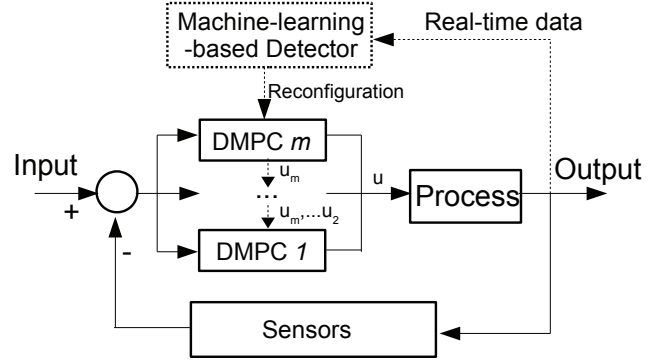 Machine-learning
-based Detector
Real-time data
Reconfiguration
DMPC m
Input
u_m
u
Process
Output
+
...
u_m,...u_2
-
DMPC 1
Sensors